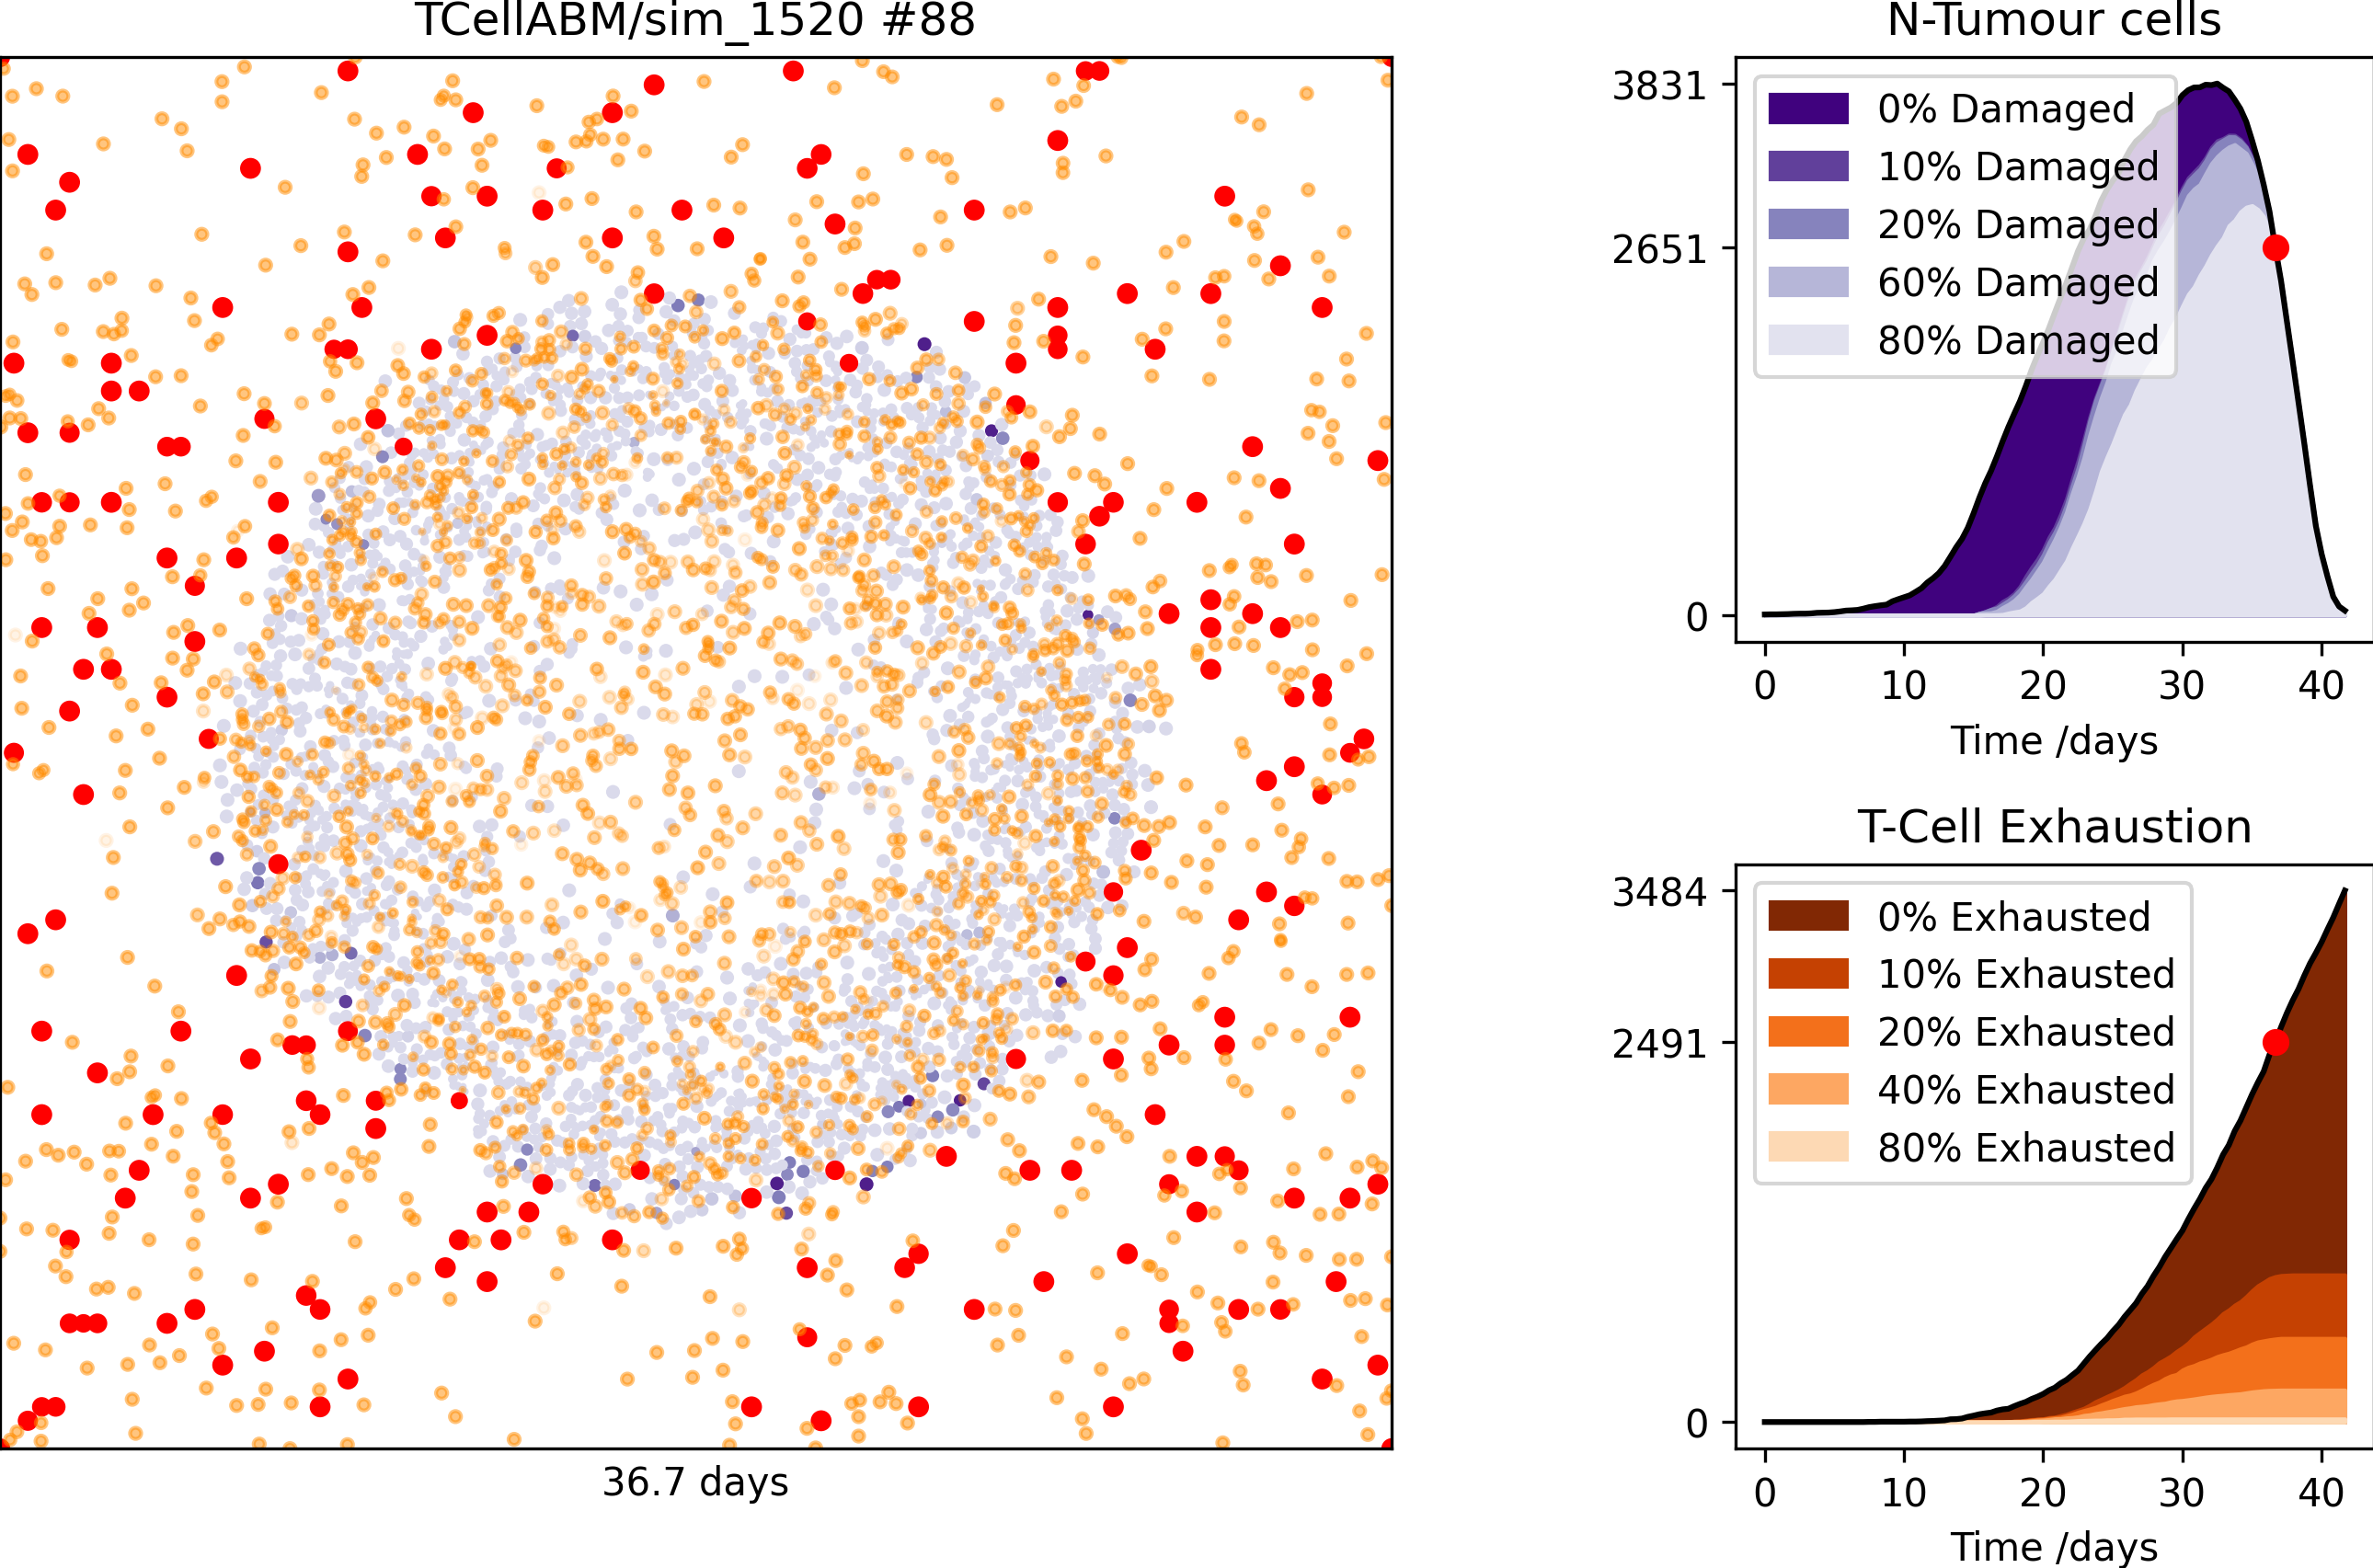 TCellABM/sim_1520 #88
36.7 days
N-Tumour cells
3831
2651
0
0% Damaged
10% Damaged
20% Damaged
60% Damaged
80% Damaged
0 10 20 30 40
Time /days
T-Cell Exhaustion
3484
2491
0
0% Exhausted
10% Exhausted
20% Exhausted
40% Exhausted
80% Exhausted
0 10 20 30 40
Time /days